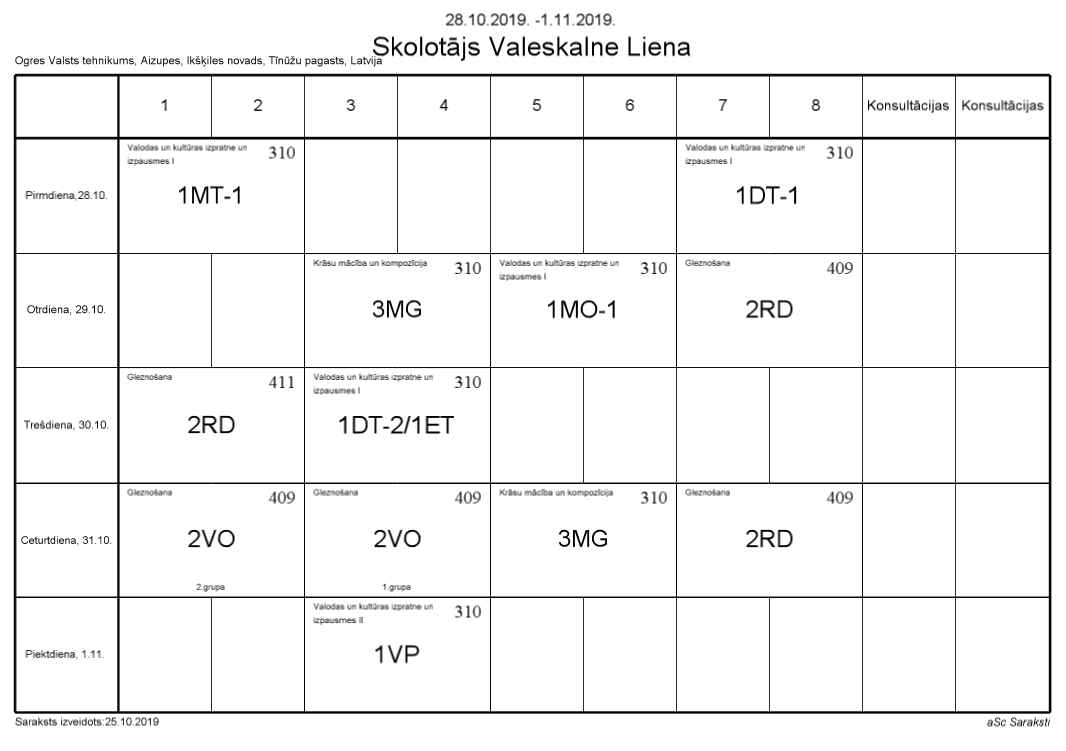 28.10.2019. -1.11.2019.
Skolotājs Valeskalne Liena
Ogres Valsts tehnikums, Aizupes, Ikšķiles novads, Tīnūžu pagasts, Latvija
1 2 3 4 5 6 7 8 Konsultācijas Konsultācijas
Pirmdiena,28.10.
Valodas un kultūras izpratne un
izpausmes I
310
1MT-1
Valodas un kultūras izpratne un
izpausmes I
310
1DT-1
Otrdiena, 29.10.
Krāsu mācība un kompozīcija
310
3MG
Valodas un kultūras izpratne un
izpausmes I
310
1MO-1
Gleznošana
409
2RD
Trešdiena, 30.10.
Gleznošana
411
2RD
Valodas un kultūras izpratne un
izpausmes I
310
1DT-2/1ET
Ceturtdiena, 31.10.
Gleznošana
409
2VO
2.grupa
Gleznošana
409
2VO
1.grupa
Krāsu mācība un kompozīcija
310
3MG
Gleznošana
409
2RD
Piektdiena, 1.11.
Valodas un kultūras izpratne un
izpausmes II
310
1VP
Saraksts izveidots:25.10.2019
aSc Saraksti